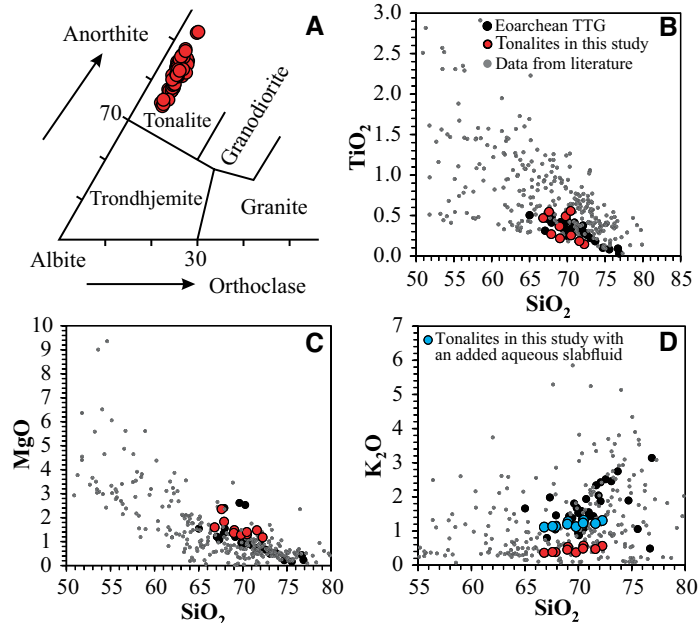 A
Anorthite
70
Tonalite
Granodiorite
Trondhjemite
Granite
Albite
30
Orthoclase
B
Eoarchean TTG
Tonalites in this study
Data from literature
TiO2
3.0
2.5
2.0
1.5
1.0
0.5
0.0
50 55 60 65 70 75 80 85
SiO2
C
MgO
10
9
8
7
6
5
4
3
2
1
0
50 55 60 65 70 75 80
SiO2
D
Tonalites in this study with
an added aqueous slabfluid
K2O
7
6
5
4
3
2
1
0
55 60 65 70 75 80
SiO2